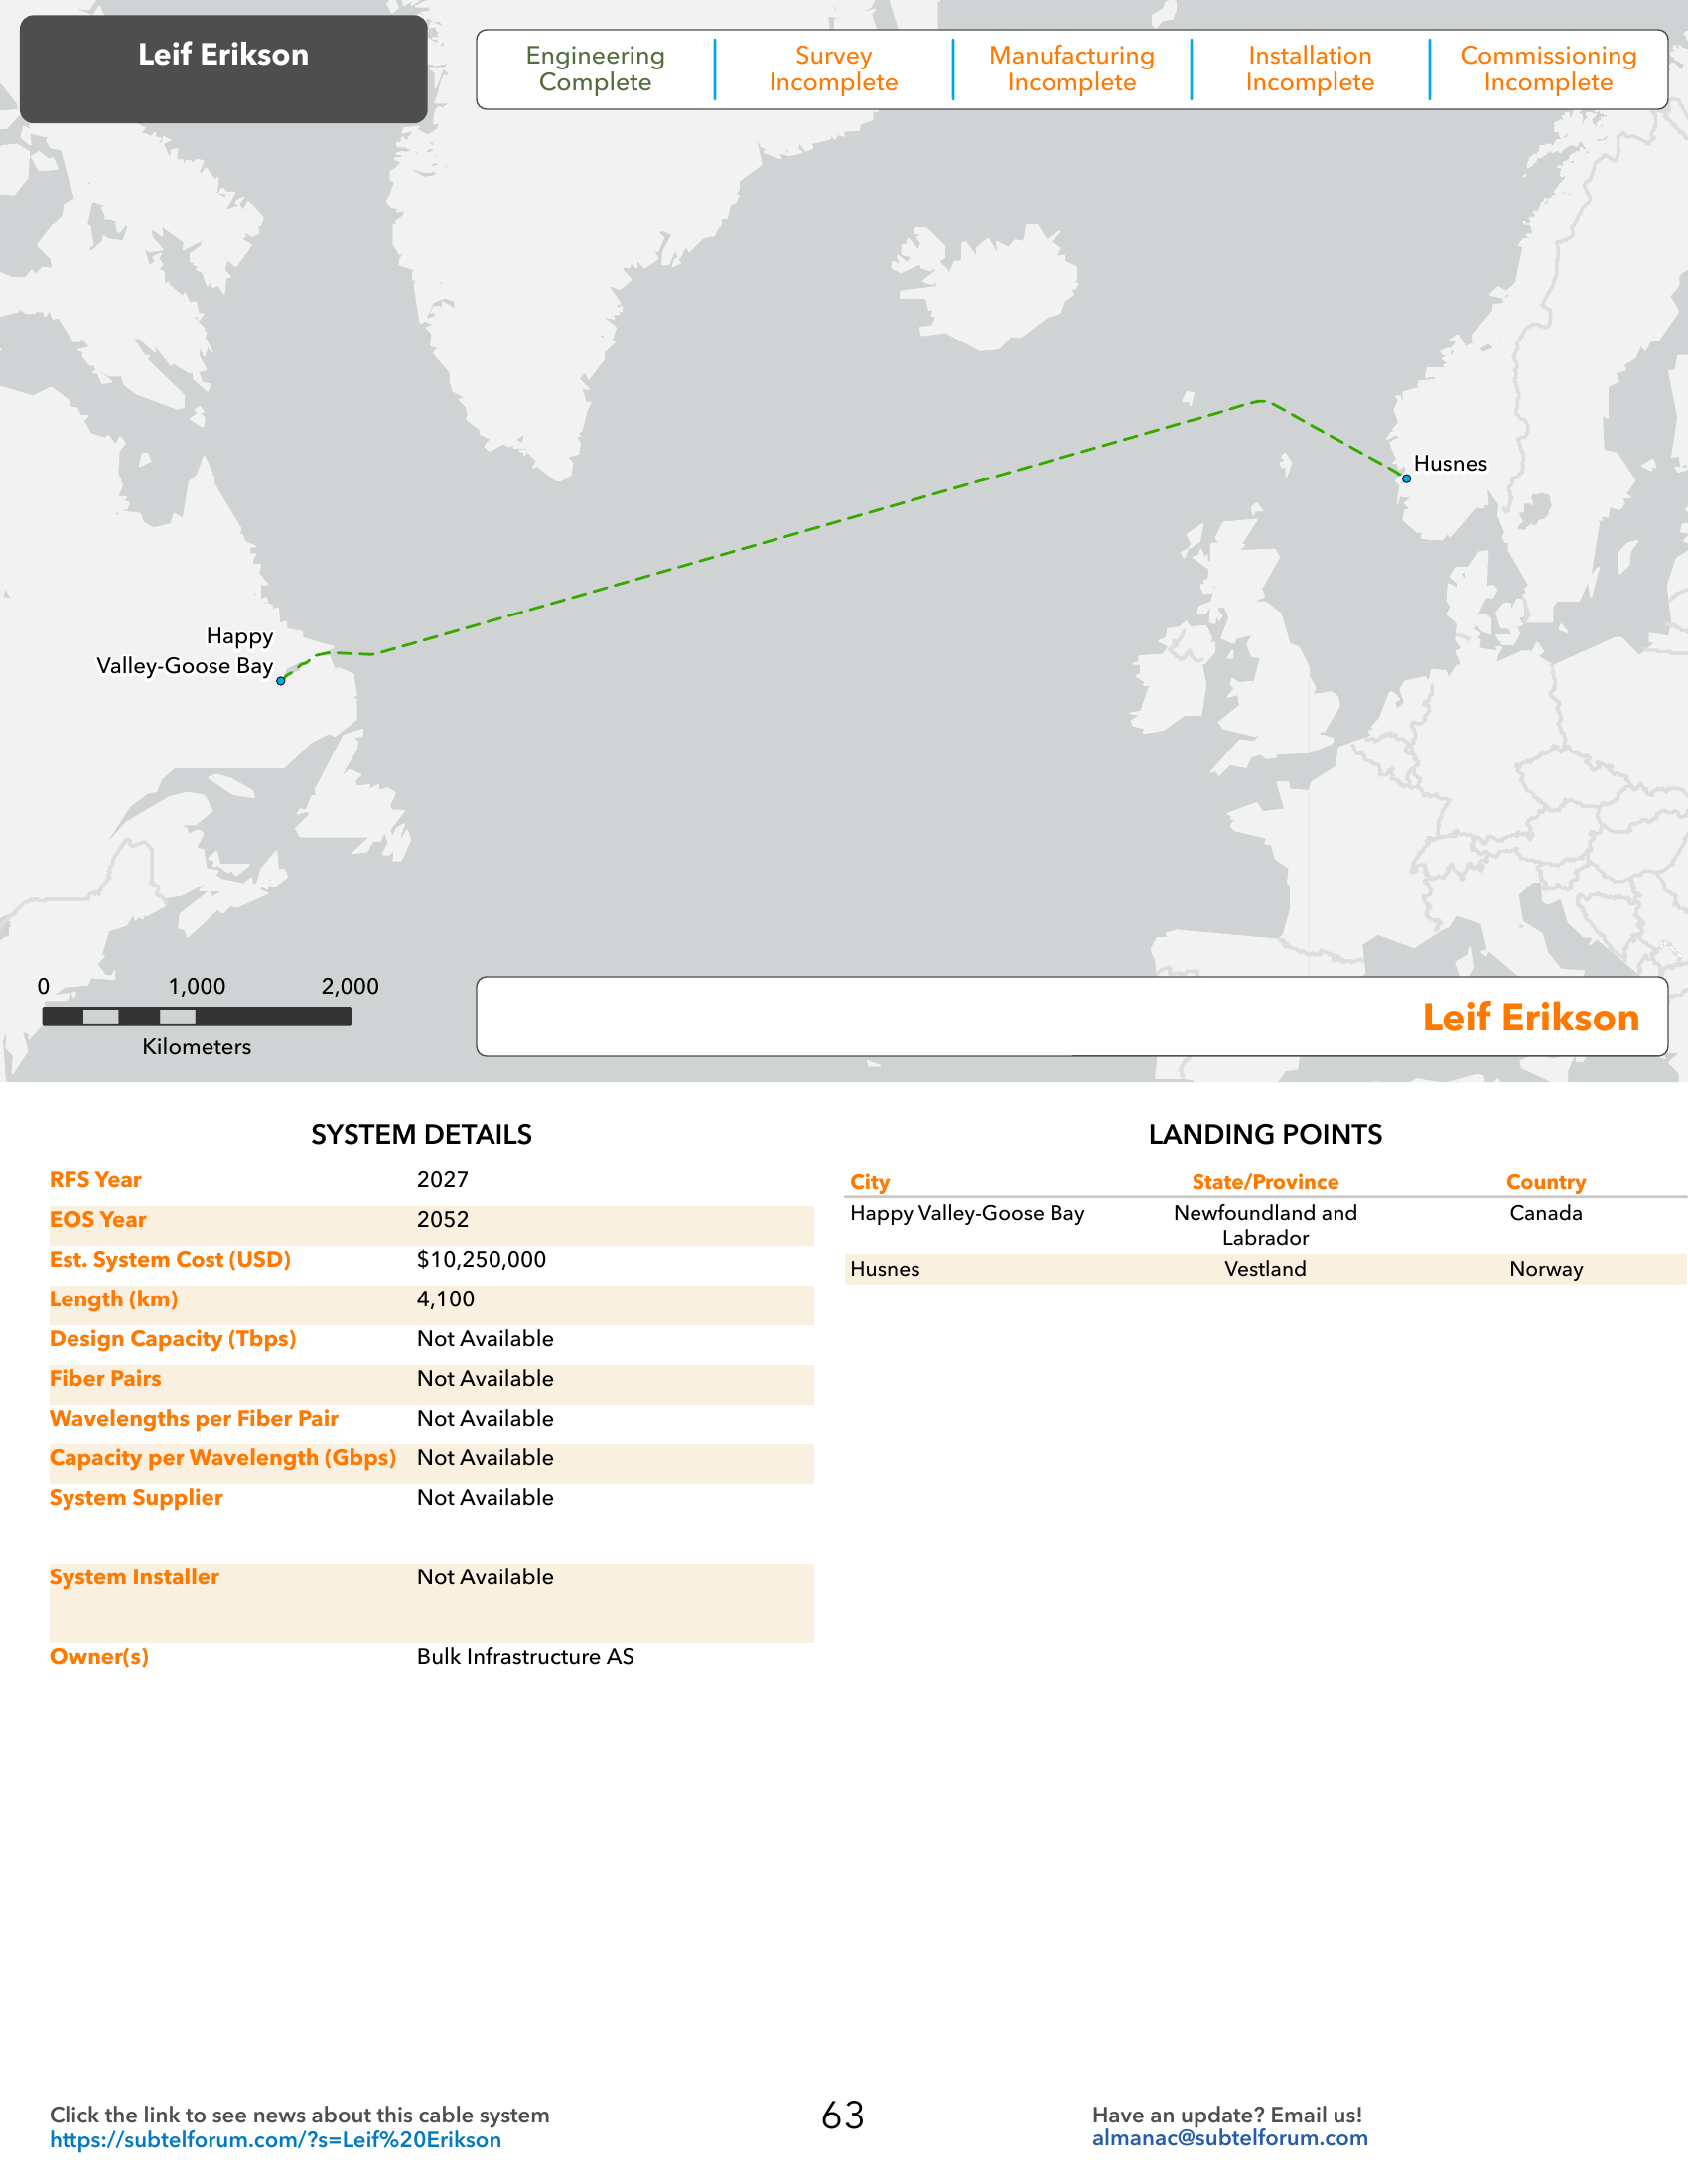 Leif Erikson
Engineering
Complete
Survey
Incomplete
Manufacturing
Incomplete
Installation
Incomplete
Commissioning
Incomplete
Husnes
Happy
Valley-Goose Bay
0 1,000 2,000
Kilometers
Leif Erikson
SYSTEM DETAILS
RFS Year 2027
EOS Year 2052
Est. System Cost (USD) $10,250,000
Length (km) 4,100
Design Capacity (Tbps) Not Available
Fiber Pairs Not Available
Wavelengths per Fiber Pair Not Available
Capacity per Wavelength (Gbps) Not Available
System Supplier Not Available
System Installer Not Available
Owner(s) Bulk Infrastructure AS
LANDING POINTS
City State/Province Country
Happy Valley-Goose Bay Newfoundland and Canada
Labrador
Husnes Vestland Norway
Click the link to see news about this cable system
https://subtelforum.com/?s=Leif%20Erikson
63
Have an update? Email us!
almanac@subtelforum.com